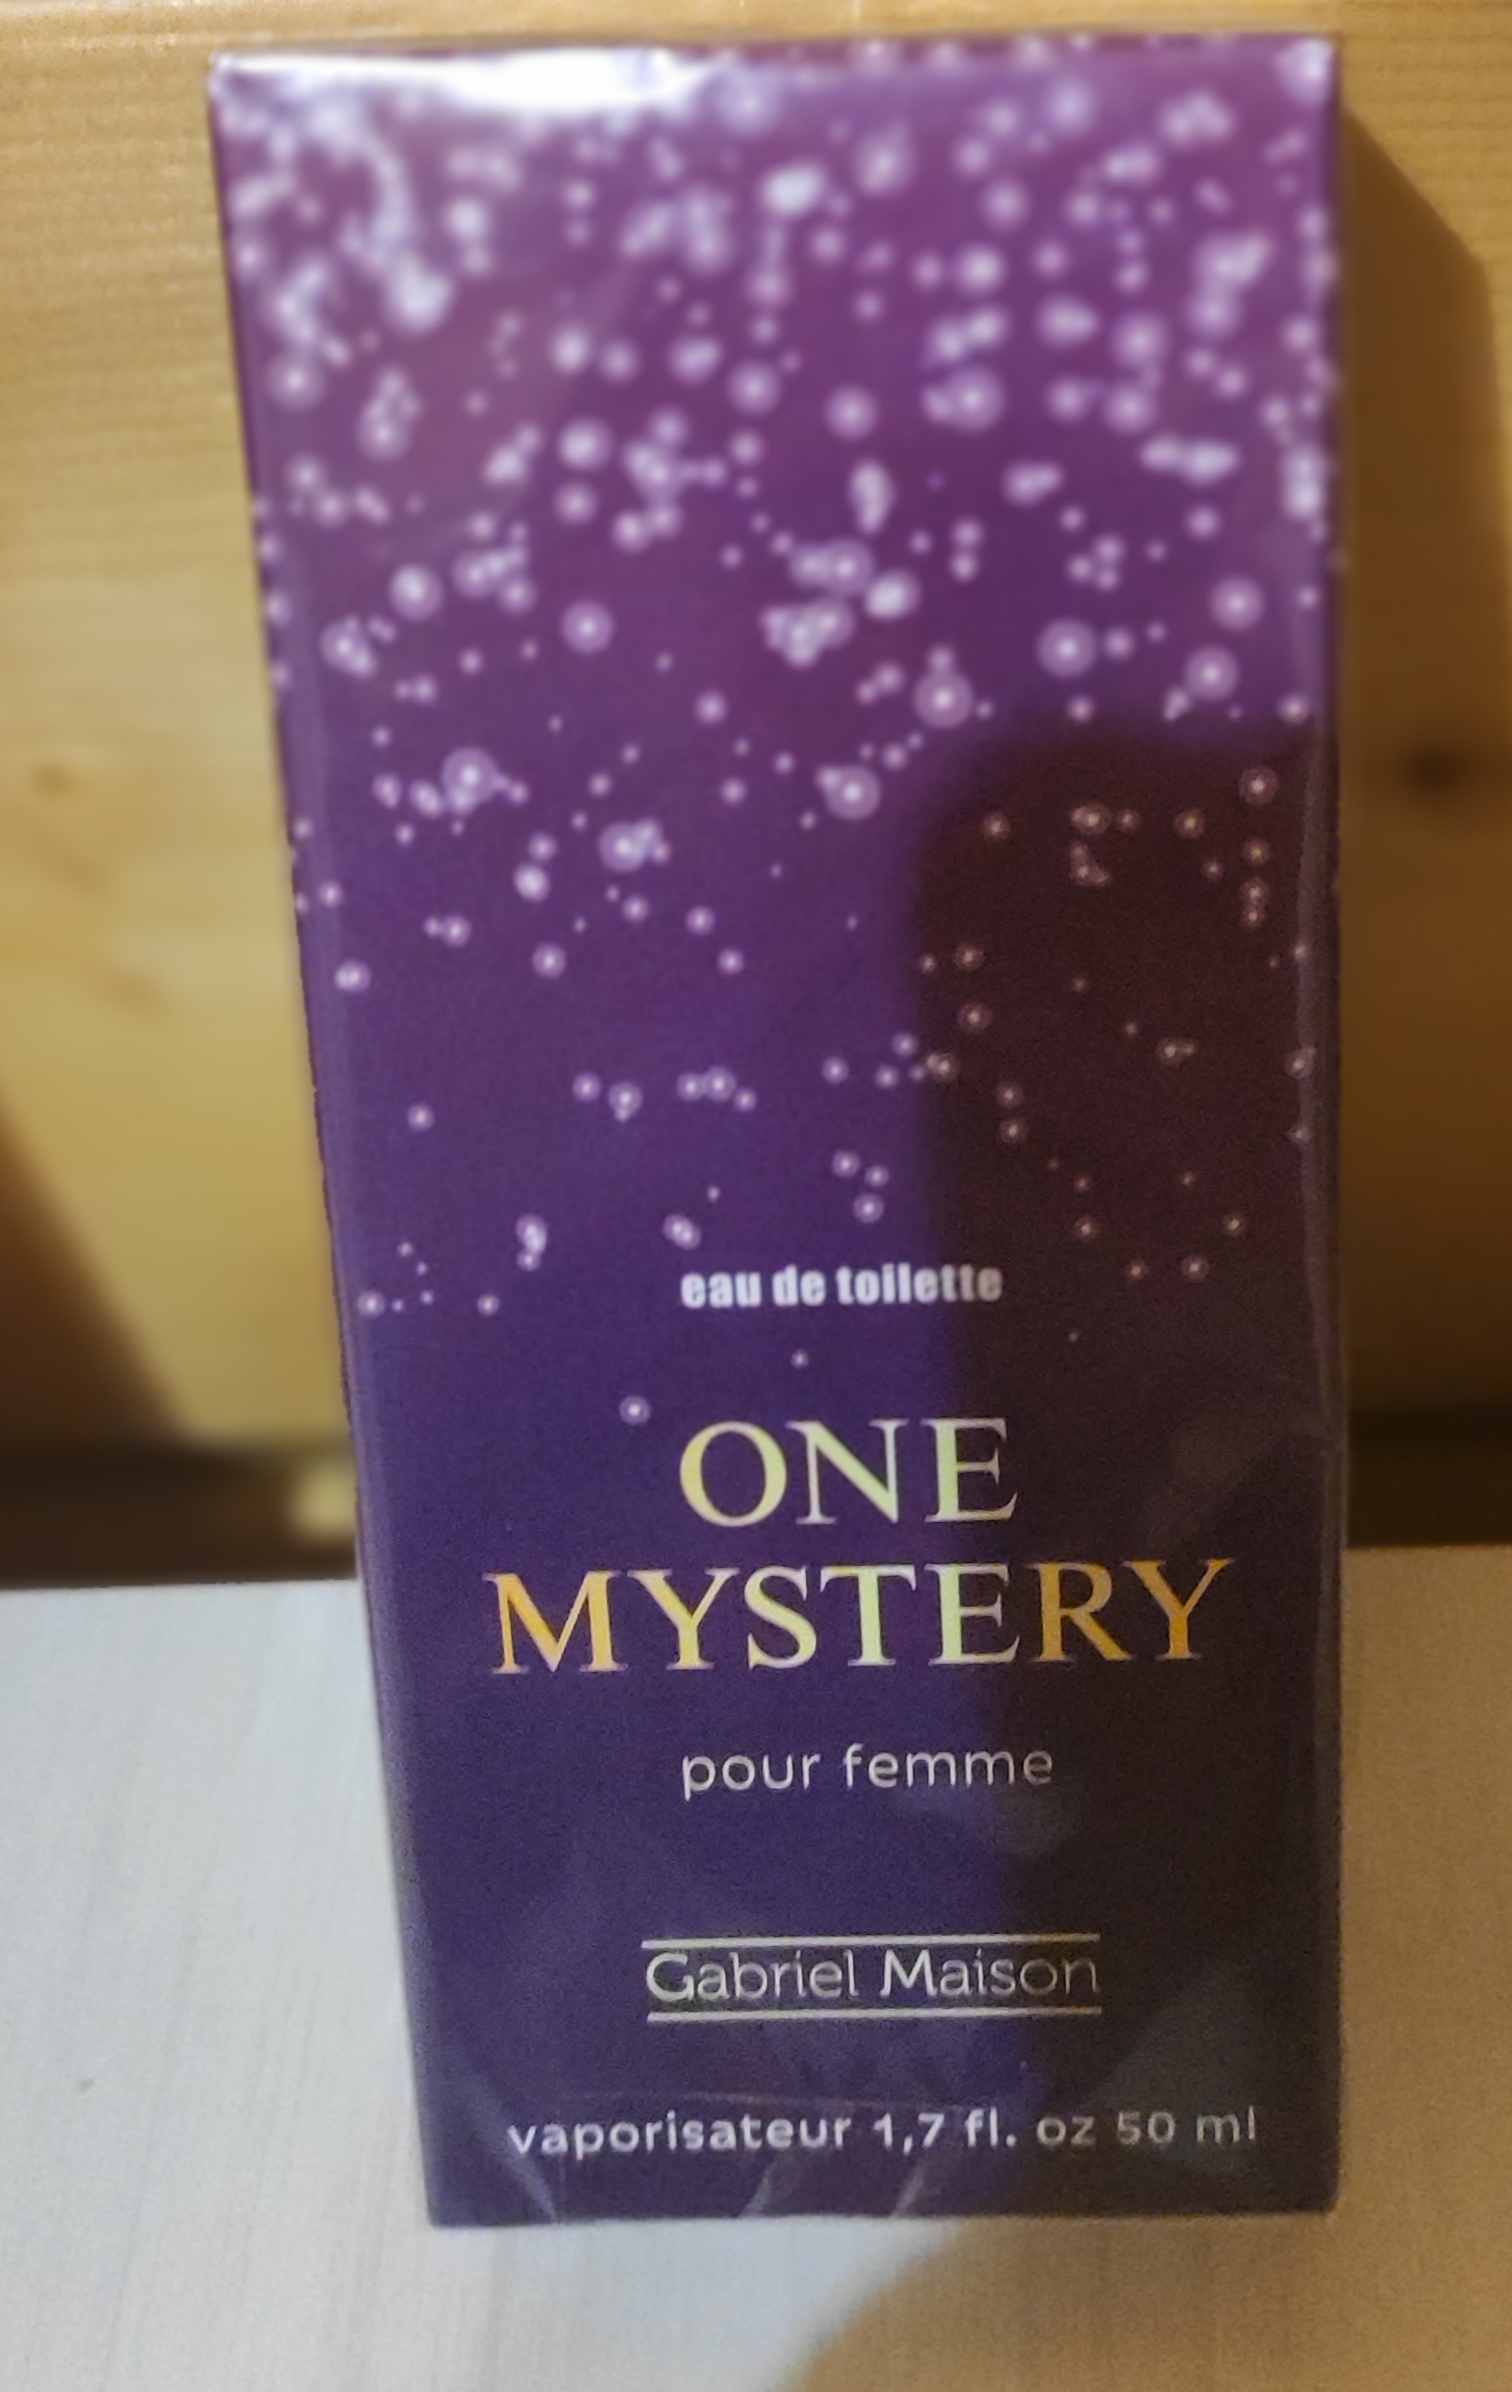 eau de toilette
ONE
MYSTERY
pour femme
Gabriel Maison
vaporisateur 1,7 fl. oz 50 ml